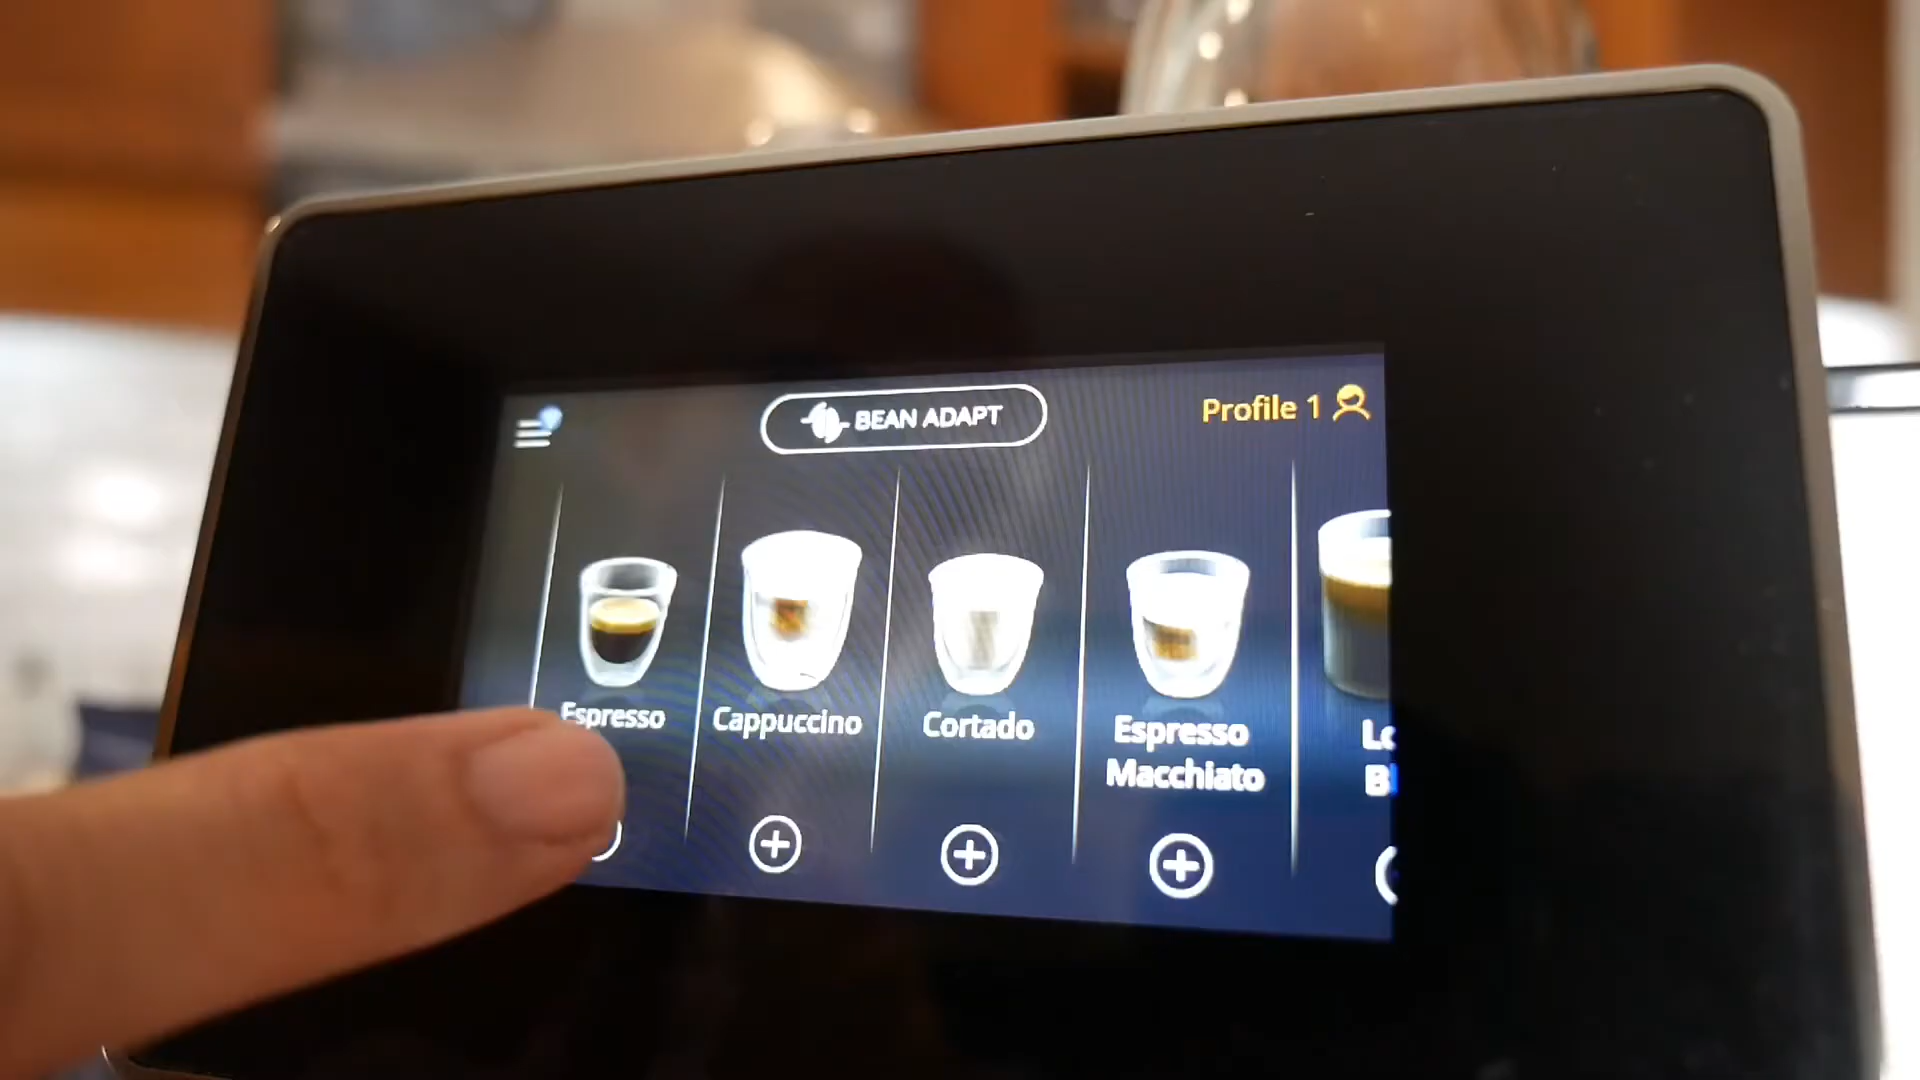 BEAN ADAPT
Profile 1
Espresso
Cappuccino
Cortado
Espresso
Macchiato